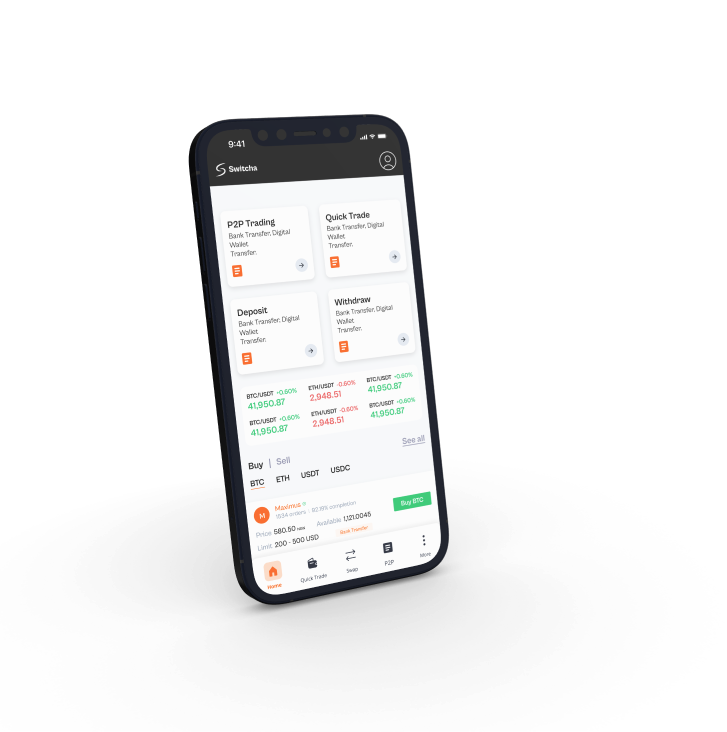 9:41
Switcha
P2P Trading
Bank Transfer, Digital
Wallet
Transfer.
Quick Trade
Bank Transfer, Digital
Wallet
Transfer.
Deposit
Bank Transfer, Digital
Wallet
Transfer.
Withdraw
Bank Transfer, Digital
Wallet
Transfer.
BTC/USDT +0.60% ETH/USDT -0.60% BTC/USDT +0.60%
41,950.87 2,948.51 41,950.87
BTC/USDT +0.60% ETH/USDT -0.60% BTC/USDT +0.60%
41,950.87 2,948.51 41,950.87
Buy | Sell See all
BTC ETH USDT USDC
M Maximus
1634 orders | 62.18% completion
Buy BTC
Price 580.50 NGN Available 1,121.0045
Limit 200 - 500 USD Bank Transfer
Home Quick Trade Swap P2P More